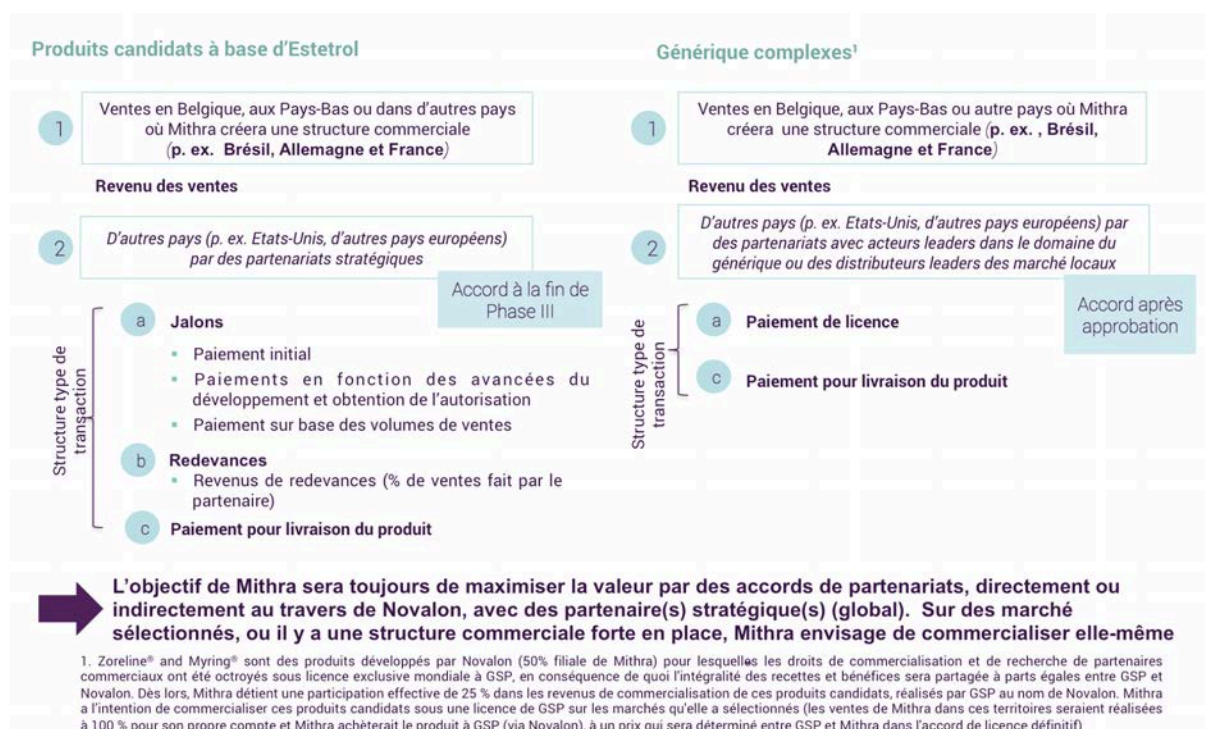 Produits candidats à base d'Estetrol
1
Ventes en Belgique, aux Pays-Bas ou dans d'autres pays
où Mithra créera une structure commerciale
(p. ex. Brésil, Allemagne et France)
Revenu des ventes
2
D'autres pays (p. ex. Etats-Unis, d'autres pays européens)
par des partenariats stratégiques
Accord à la fin de
Phase III
Structure type de
transaction
a Jalons
▪ Paiement initial
▪ Paiements en fonction des avancées du
développement et obtention de l'autorisation
▪ Paiement sur base des volumes de ventes
b Redevances
▪ Revenus de redevances (% de ventes fait par le
partenaire)
c Paiement pour livraison du produit
Générique complexes¹
1
Ventes en Belgique, aux Pays-Bas ou autre pays où Mithra
créera une structure commerciale (p. ex. , Brésil,
Allemagne et France)
Revenu des ventes
2
D'autres pays (p. ex. Etats-Unis, d'autres pays européens) par
des partenariats avec acteurs leaders dans le domaine du
générique ou des distributeurs leaders des marché locaux
Accord après
approbation
Structure type de
transaction
a Paiement de licence
c Paiement pour livraison du produit
L'objectif de Mithra sera toujours de maximiser la valeur par des accords de partenariats, directement ou
indirectement au travers de Novalon, avec des partenaire(s) stratégique(s) (global). Sur des marché
sélectionnés, ou il y a une structure commerciale forte en place, Mithra envisage de commercialiser elle-même
1. Zoreline® and Myring® sont des produits développés par Novalon (50% filiale de Mithra) pour lesquelles les droits de commercialisation et de recherche de partenaires
commerciaux ont été octroyés sous licence exclusive mondiale à GSP, en conséquence de quoi l'intégralité des recettes et bénéfices sera partagée à parts égales entre GSP et
Novalon. Dès lors, Mithra détient une participation effective de 25 % dans les revenus de commercialisation de ces produits candidats, réalisés par GSP au nom de Novalon. Mithra
a l'intention de commercialiser ces produits candidats sous une licence de GSP sur les marchés qu'elle a sélectionnés (les ventes de Mithra dans ces territoires seraient réalisées
à 100 % pour son propre compte et Mithra achèterait le produit à GSP (via Novalon), à un prix qui sera déterminé entre GSP et Mithra dans l'accord de licence définitif)